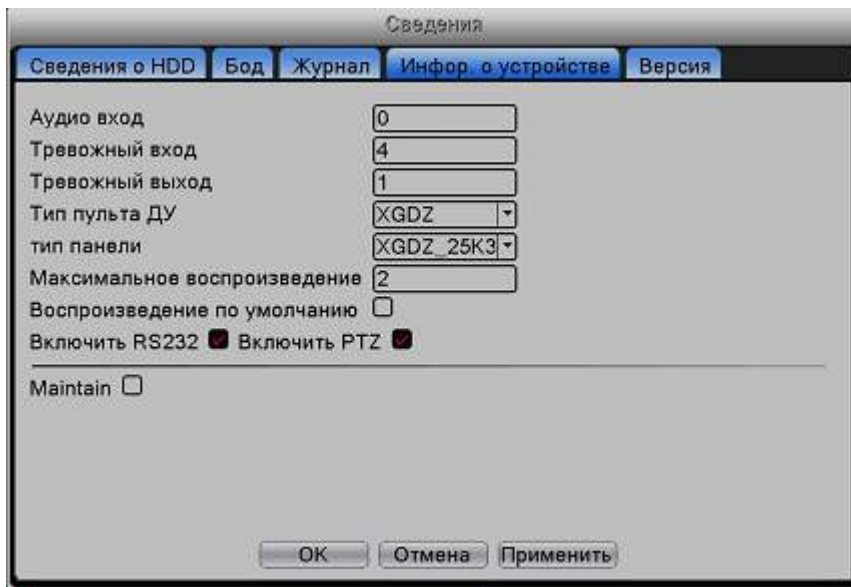 Сведения
Сведения о HDD Бод Журнал Инфор. о устройстве Версия
Аудио вход 0
Тревожный вход 4
Тревожный выход 1
Тип пульта ДУ XGDZ
тип панели XGDZ_25K3
Максимальное воспроизведение 2
Воспроизведение по умолчанию
Включить RS232 Включить PTZ
Maintain
OK Отмена Применить